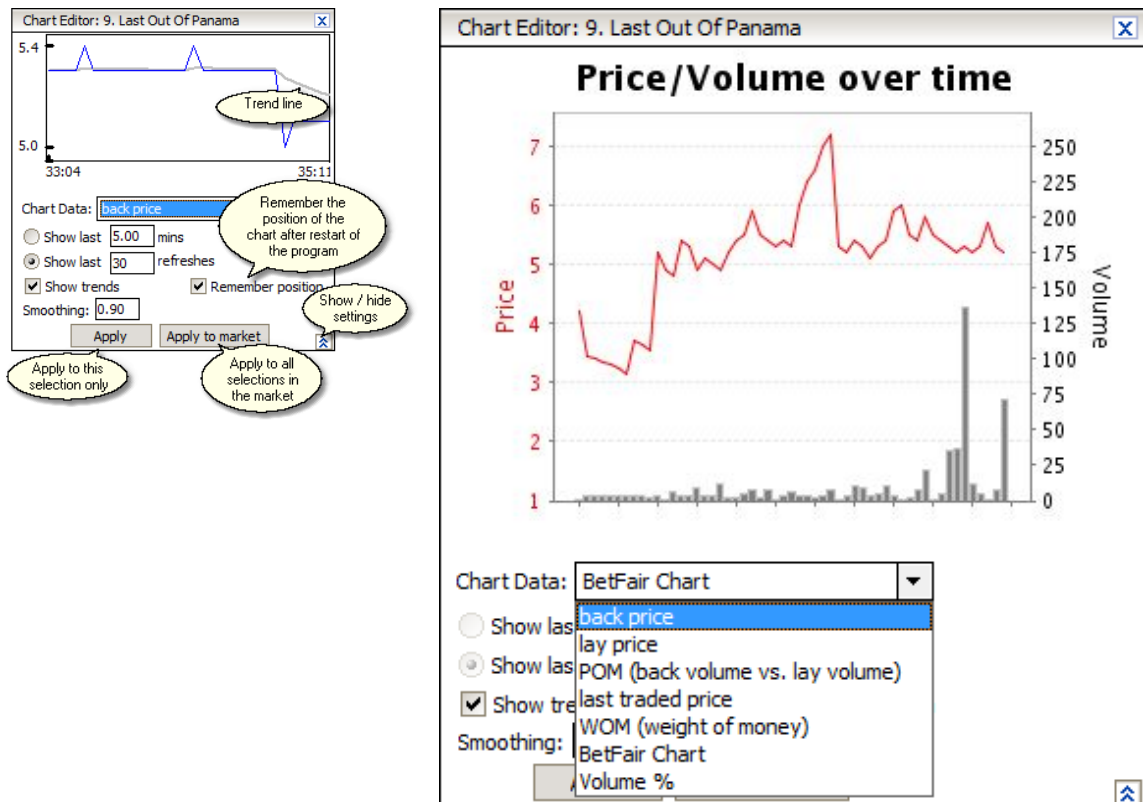 Chart Editor: 9. Last Out Of Panama
5.4
Trend line
5.0
33:04
35:11
Chart Data: back price
Remember the
position of the
chart after restart of
the program
Show last 5.00 mins
Show last 30 refreshes
Show trends
Remember position
Smoothing: 0.90
Show / hide
settings
Apply
Apply to market
Apply to this
selection only
Apply to all
selections in
the market
Chart Editor: 9. Last Out Of Panama
Price/Volume over time
Price
7
6
5
4
3
2
1
250
225
200
175
150
125
100
75
50
25
0
Volume
Chart Data: BetFair Chart
back price
lay price
POM (back volume vs. lay volume)
last traded price
WOM (weight of money)
BetFair Chart
Volume %
Show las
Show las
Show tre
Smoothing: